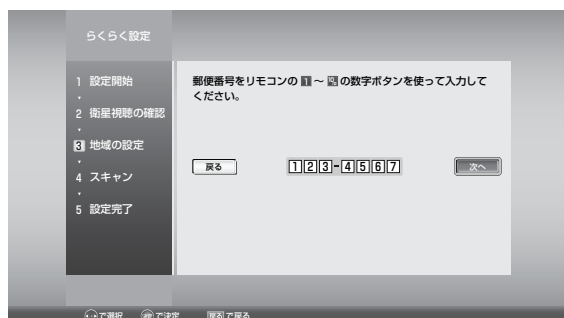 らくらく設定
1 設定開始
2 衛星視聴の確認
3 地域の設定
4 スキャン
5 設定完了
郵便番号をリモコンの 1 ～ の数字ボタンを使って入力して
ください。
戻る 123-4567 次へ
で選択 で決定 戻る で戻る